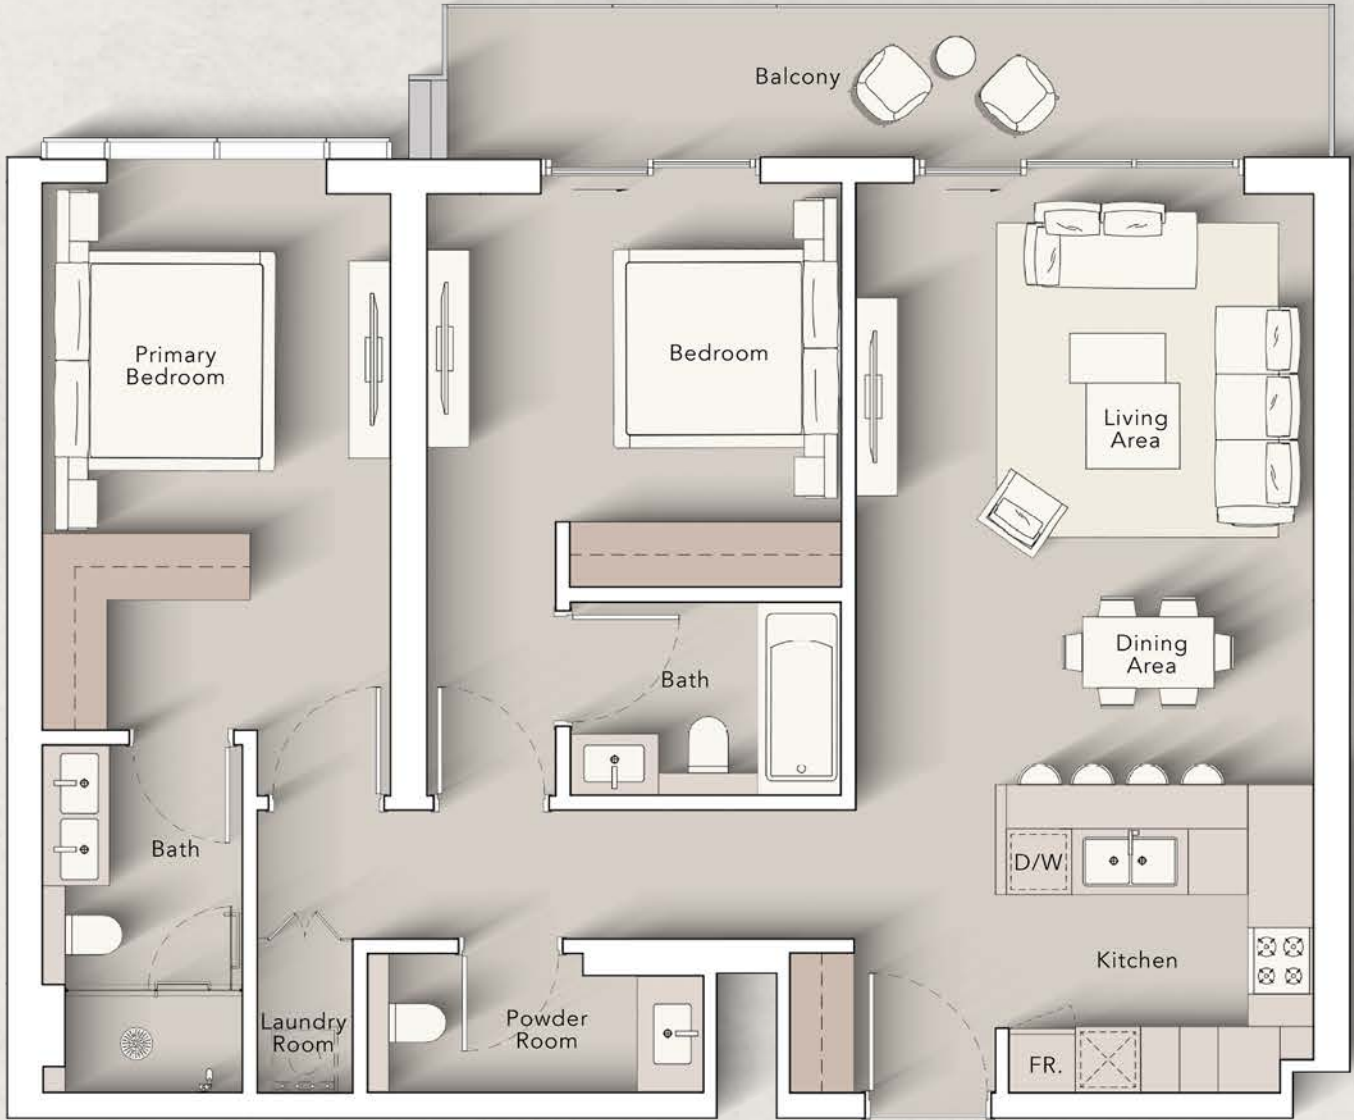 Balcony
Primary
Bedroom
Bedroom
Living
Area
Dining
Area
Bath
Bath
D/W
Kitchen
Laundry
Room
Powder
Room
FR.